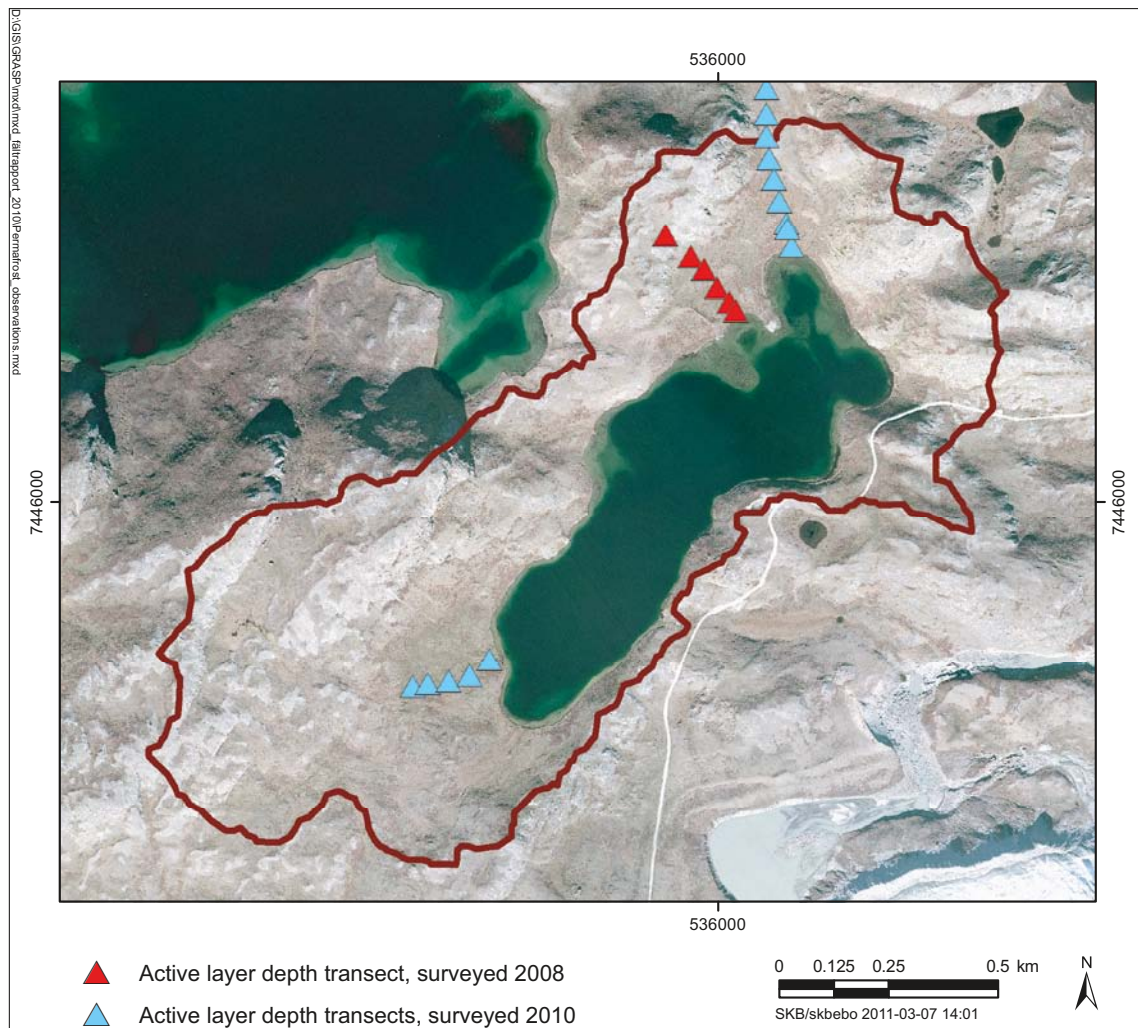 D:\GIS\GRASP\mxd\mxd_fältrapport_2010\Permafrost_observations.mxd
536000
7446000
7446000
536000
Active layer depth transect, surveyed 2008
Active layer depth transects, surveyed 2010
0 0.125 0.25 0.5 km
N
SKB/skbebo 2011-03-07 14:01